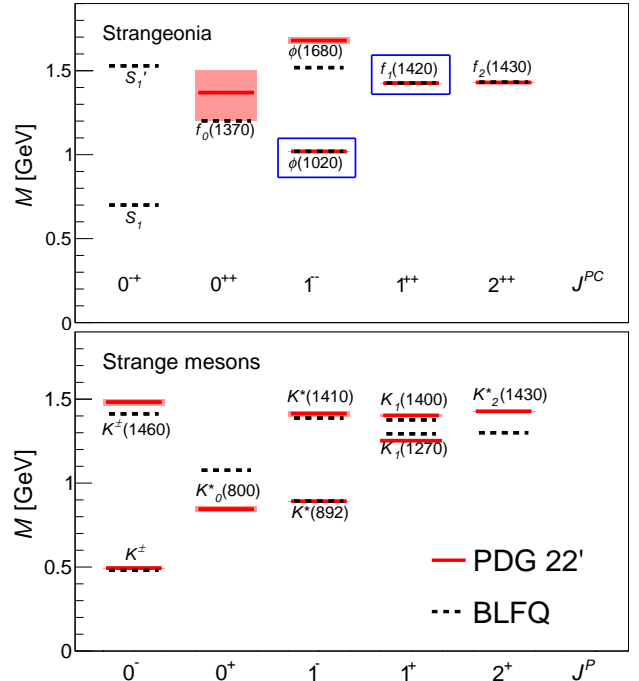 Strangeonia
M [GeV]
1.5
1
0.5
0
S₁'
S₁
f₀(1370)
ϕ(1680)
ϕ(1020)
f₁(1420)
f₂(1430)
0⁻⁺ 0⁺⁺ 1⁻⁻ 1⁺⁺ 2⁺⁺ Jᴾᶜ
Strange mesons
M [GeV]
1.5
1
0.5
0
K±(1460)
K±
K*₀(800)
K*(1410)
K*(892)
K₁(1400)
K₁(1270)
K*₂(1430)
PDG 22'
BLFQ
0⁻ 0⁺ 1⁻ 1⁺ 2⁺ Jᴾ